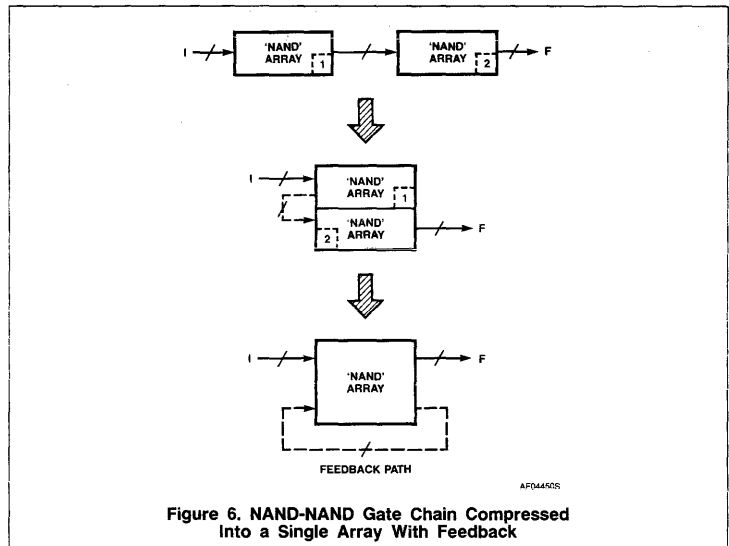 I
'NAND'
ARRAY
1
'NAND'
ARRAY
2
F
I
'NAND'
ARRAY
1
'NAND'
ARRAY
2
F
I
'NAND'
ARRAY
F
FEEDBACK PATH
AF04450S
Figure 6. NAND-NAND Gate Chain Compressed
Into a Single Array With Feedback